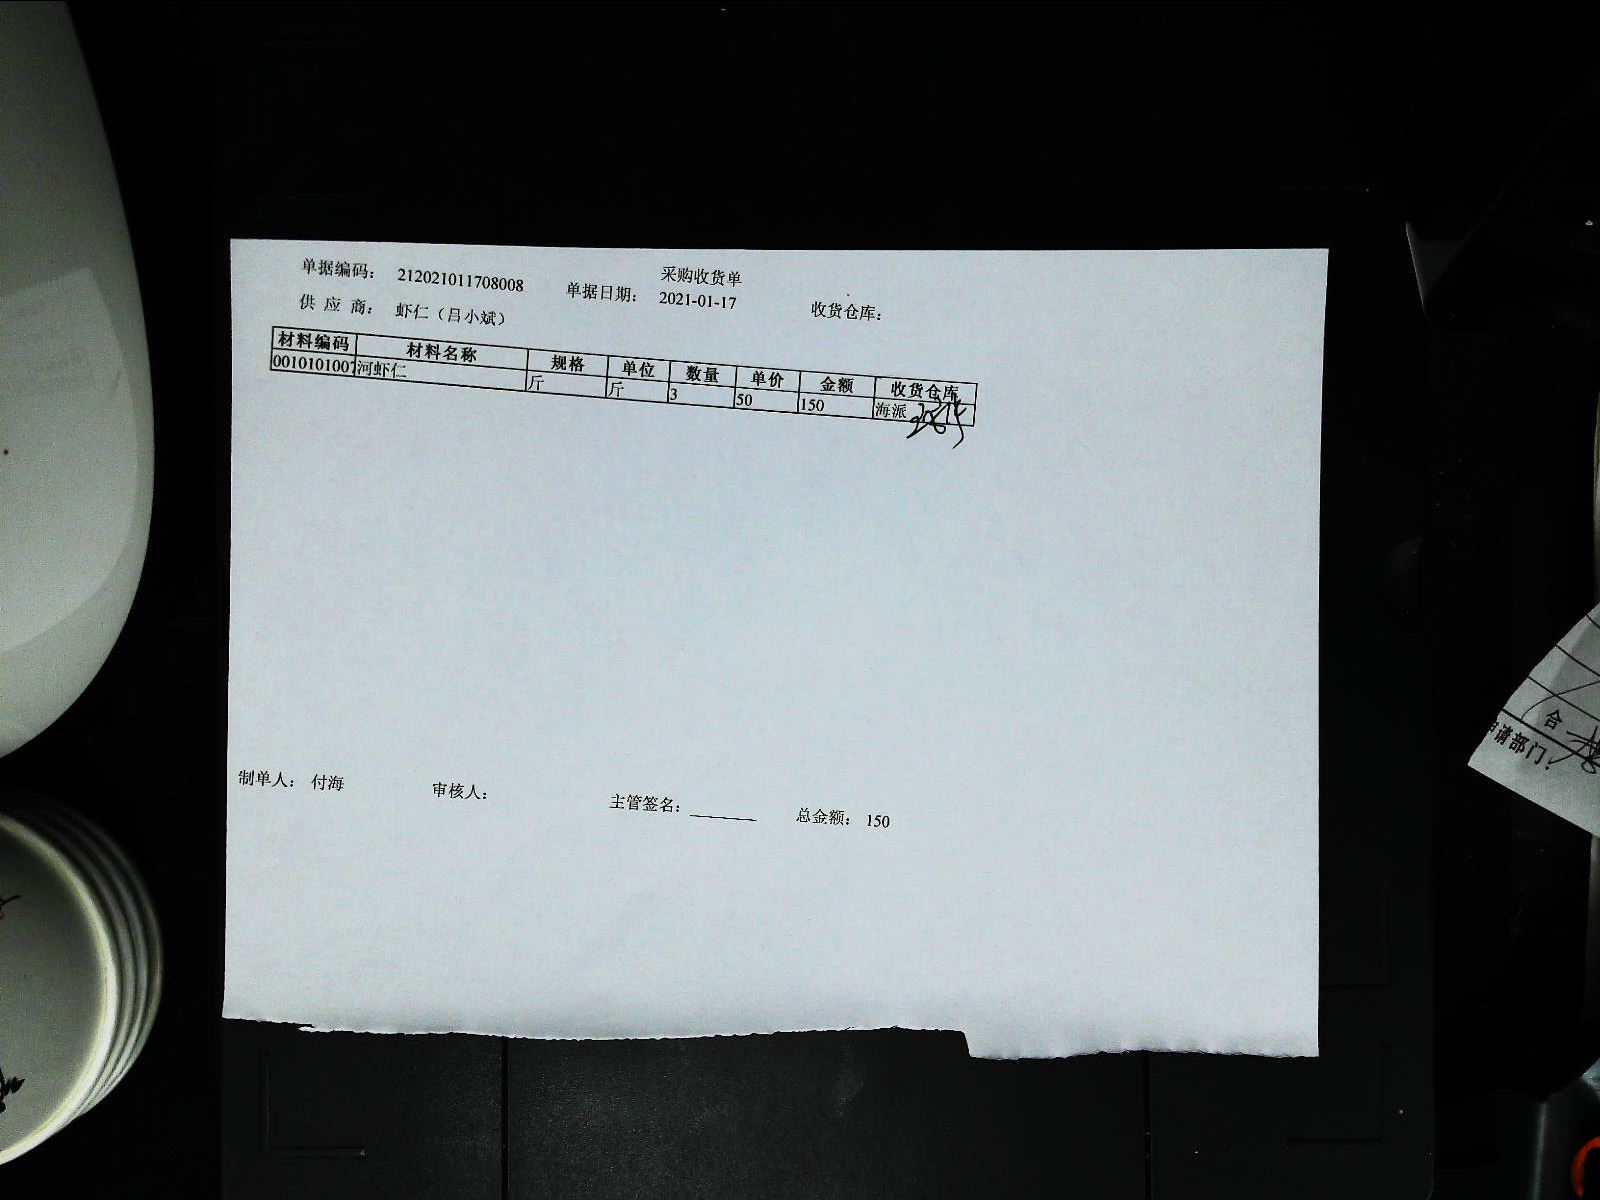 采购收货单
单据编码： 212021011708008 单据日期： 2021-01-17 收货仓库：
供 应 商： 虾仁（吕小斌）
材料编码 材料名称 规格 单位 数量 单价 金额 收货仓库
0010101007 河虾仁 斤 斤 3 50 150 海派
制单人： 付海 审核人： 主管签名： 总金额： 150
合
申请部门：